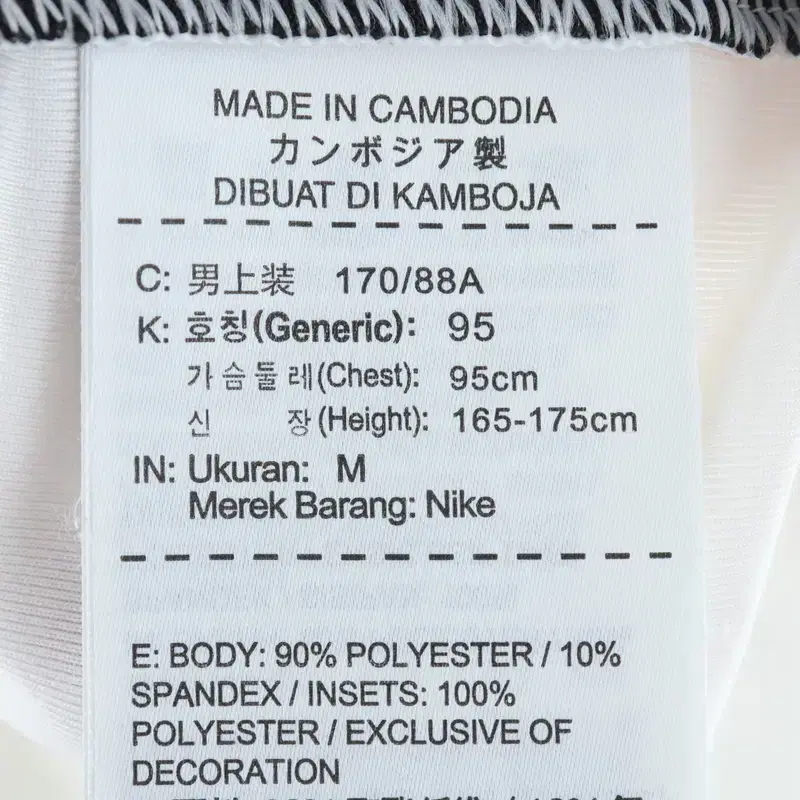 MADE IN CAMBODIA
カンボジア製
DIBUAT DI KAMBOJA
C: 男上装 170/88A
K: 호칭(Generic): 95
가슴둘레(Chest): 95cm
신 장(Height): 165-175cm
IN: Ukuran: M
Merek Barang: Nike
E: BODY: 90% POLYESTER / 10%
SPANDEX / INSETS: 100%
POLYESTER / EXCLUSIVE OF
DECORATION